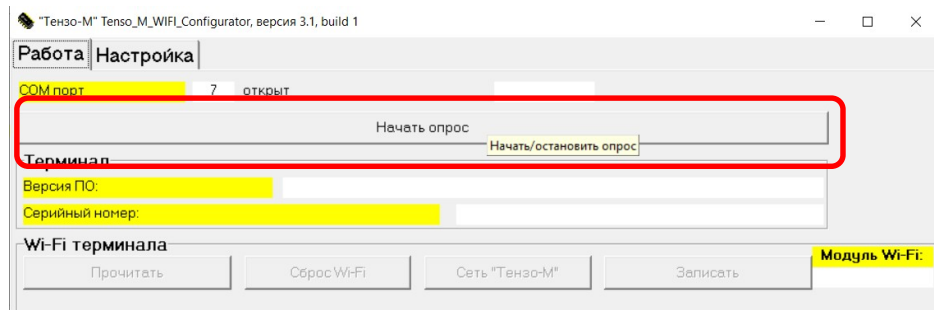 "Тензо-М" Tenso_M_WIFI_Configurator, версия 3.1, build 1
Работа Настройка
COM порт 7 открыт
Начать опрос
Начать/остановить опрос
Терминал
Версия ПО:
Серийный номер:
Wi-Fi терминала
Модуль Wi-Fi:
Прочитать Сброс Wi-Fi Сеть "Тензо-М" Записать